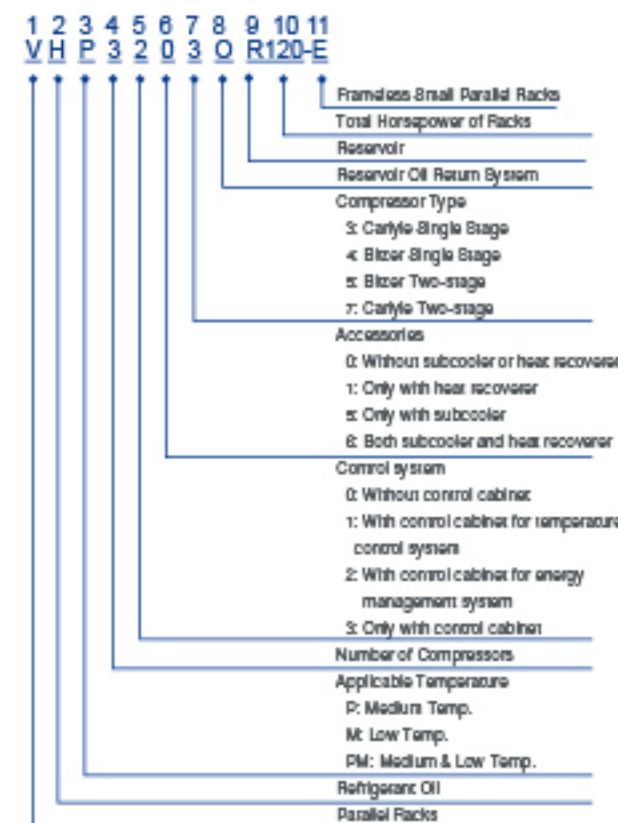 1 2 3 4 5 6 7 8 9 10 11
V H P 3 2 0 3 O R120-E
Frameless-Small Parallel Racks
Total Horsepower of Racks
Reservoir
Reservoir Oil Return System
Compressor Type
3: Carlyle Single Stage
4: Bitzer Single Stage
5: Bitzer Two-stage
7: Carlyle Two-stage
Accessories
0: Without subcooler or heat recoverer
1: Only with heat recoverer
5: Only with subcooler
6: Both subcooler and heat recoverer
Control system
0: Without control cabinet
1: With control cabinet for temperature
control system
2: With control cabinet for energy
management system
3: Only with control cabinet
Number of Compressors
Applicable Temperature
P: Medium Temp.
M: Low Temp.
PM: Medium & Low Temp.
Refrigerant Oil
Parallel Racks